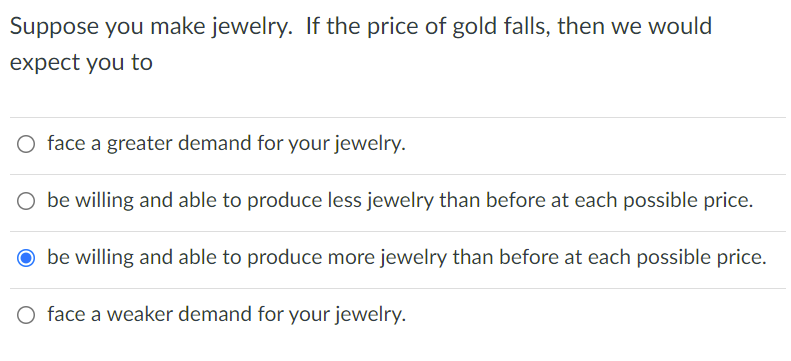 Suppose you make jewelry.  If the price of gold falls, then we would
expect you to
face a greater demand for your jewelry.
be willing and able to produce less jewelry than before at each possible price.
be willing and able to produce more jewelry than before at each possible price.
face a weaker demand for your jewelry.